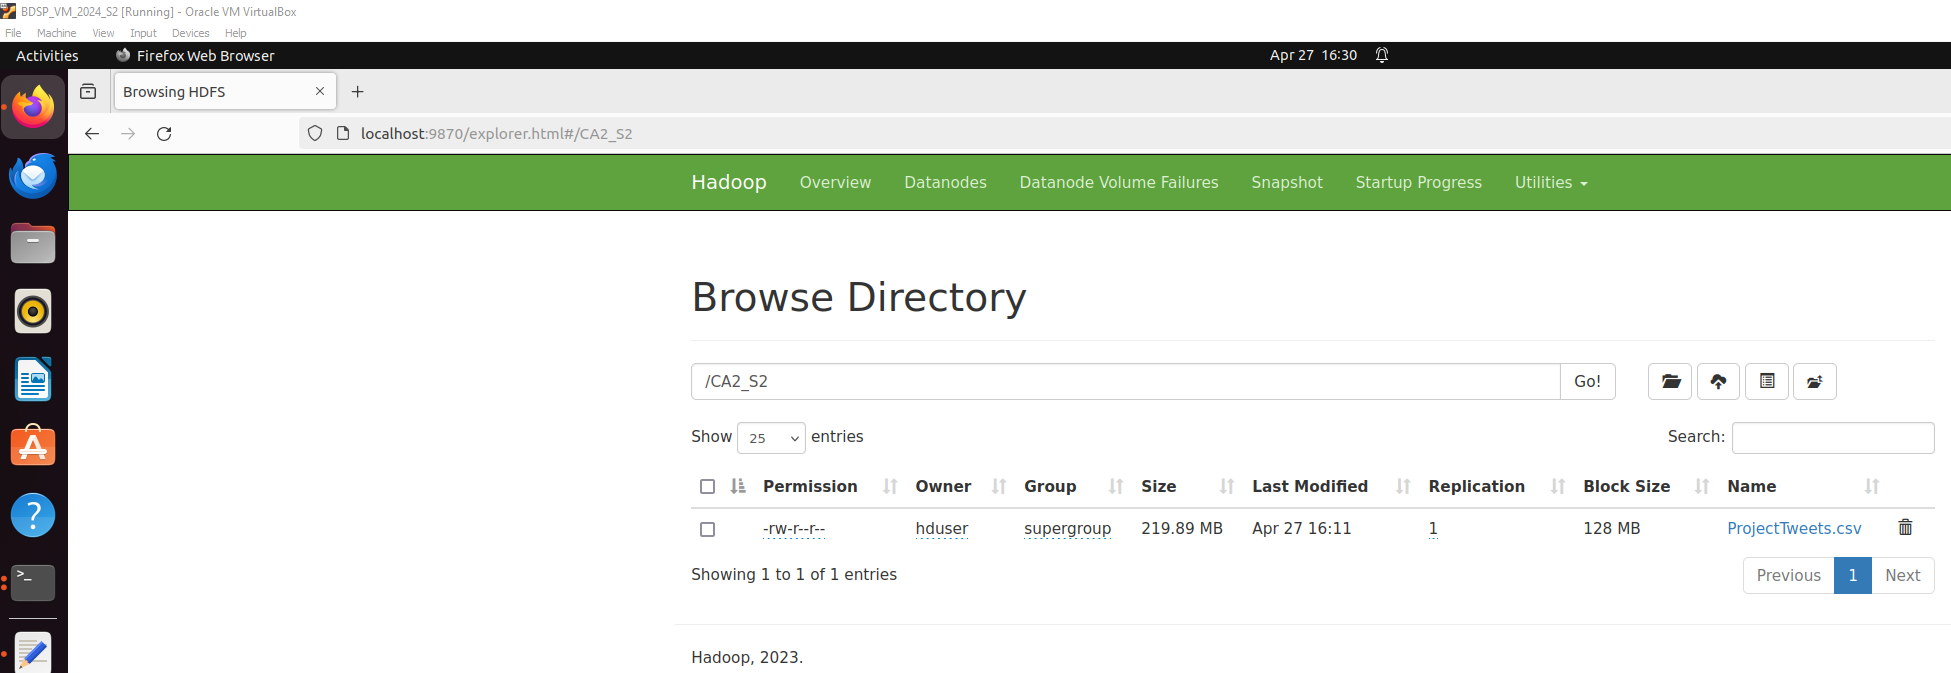 BDSP_VM_2024_S2 [Running] - Oracle VM VirtualBox
File Machine View Input Devices Help
Activities Firefox Web Browser Apr 27 16:30
Browsing HDFS
localhost:9870/explorer.html#/CA2_S2
Hadoop Overview Datanodes Datanode Volume Failures Snapshot Startup Progress Utilities
Browse Directory
/CA2_S2 Go!
Show 25 entries Search:
Permission Owner Group Size Last Modified Replication Block Size Name
-rw-r--r-- hduser supergroup 219.89 MB Apr 27 16:11 1 128 MB ProjectTweets.csv
Showing 1 to 1 of 1 entries Previous 1 Next
Hadoop, 2023.